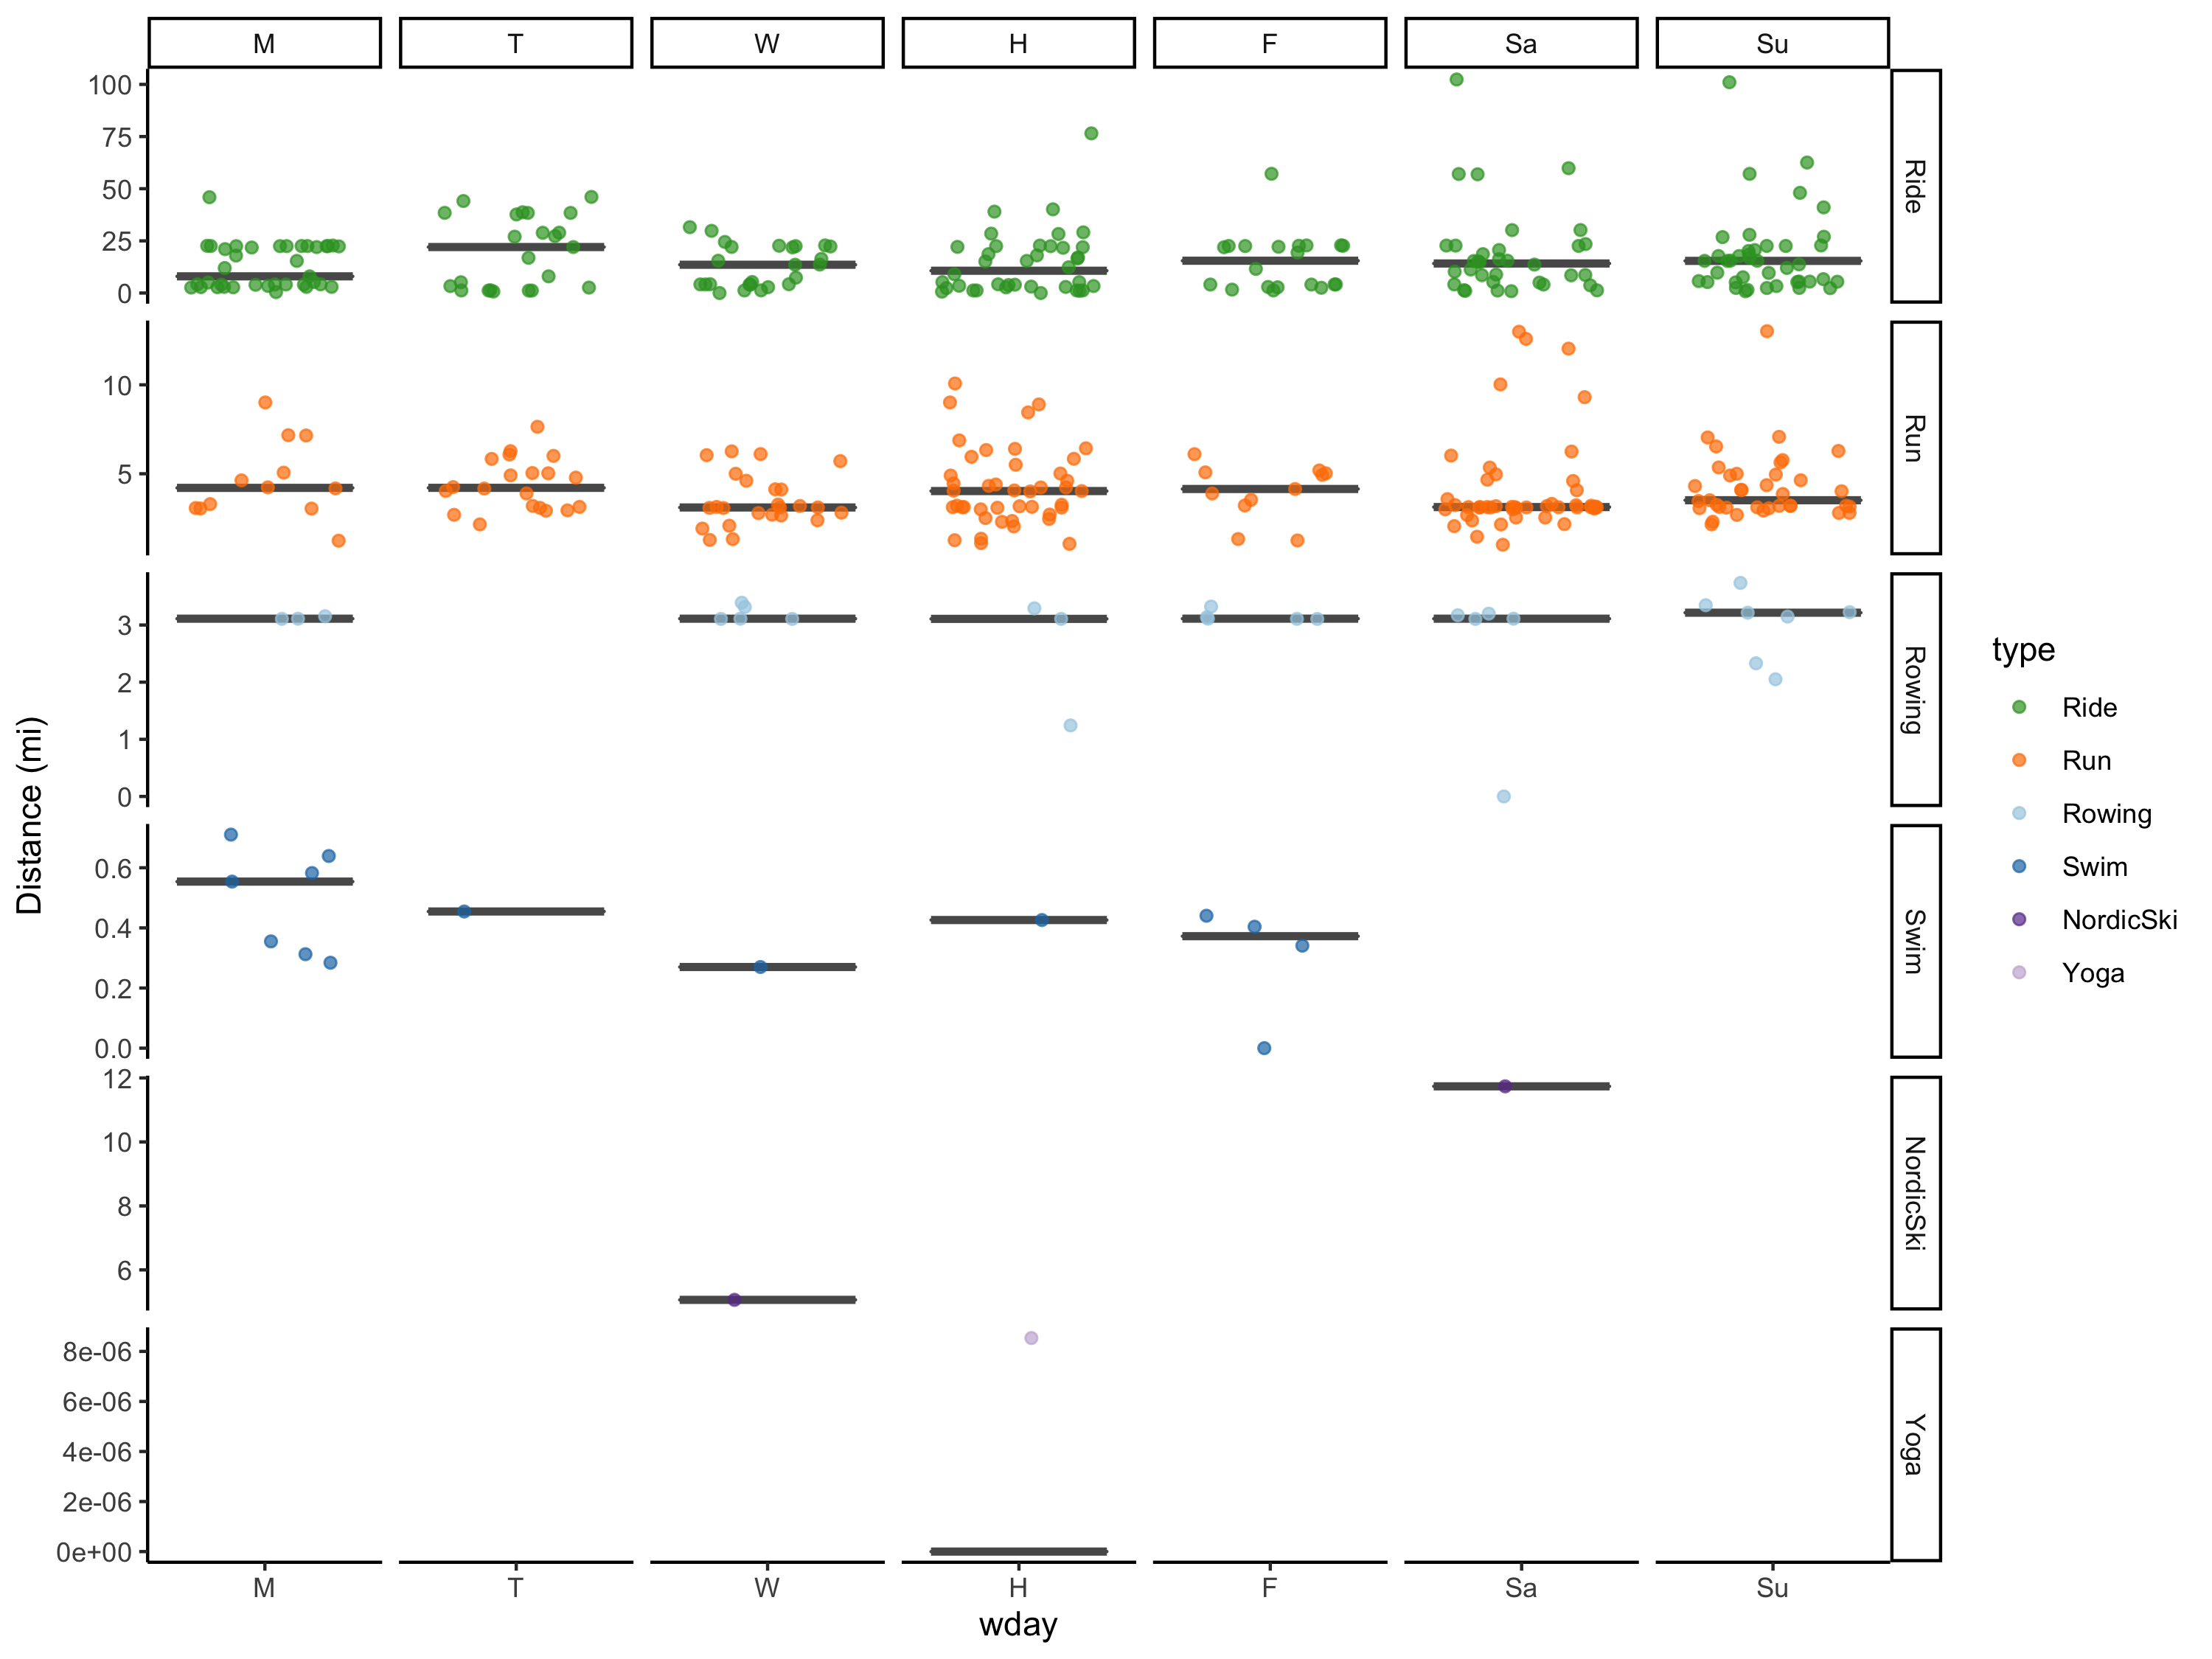 M T W H F Sa Su
100
75
50
25
0
Ride
10
5
Run
3
2
1
0
Rowing
0.6
0.4
0.2
0.0
Swim
12
10
8
6
NordicSki
8e-06
6e-06
4e-06
2e-06
0e+00
Yoga
M T W H F Sa Su
wday
Distance (mi)
type
Ride
Run
Rowing
Swim
NordicSki
Yoga